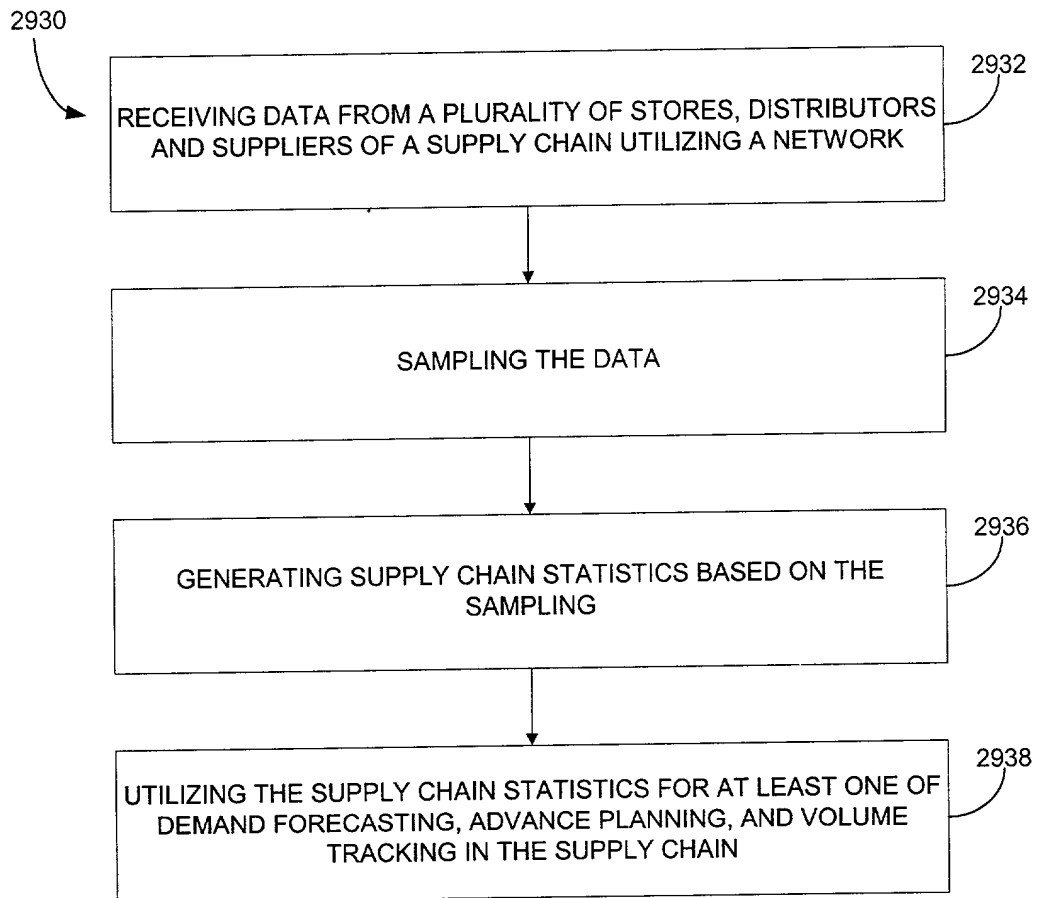 2930
2932
RECEIVING DATA FROM A PLURALITY OF STORES, DISTRIBUTORS
AND SUPPLIERS OF A SUPPLY CHAIN UTILIZING A NETWORK
2934
SAMPLING THE DATA
2936
GENERATING SUPPLY CHAIN STATISTICS BASED ON THE
SAMPLING
2938
UTILIZING THE SUPPLY CHAIN STATISTICS FOR AT LEAST ONE OF
DEMAND FORECASTING, ADVANCE PLANNING, AND VOLUME
TRACKING IN THE SUPPLY CHAIN